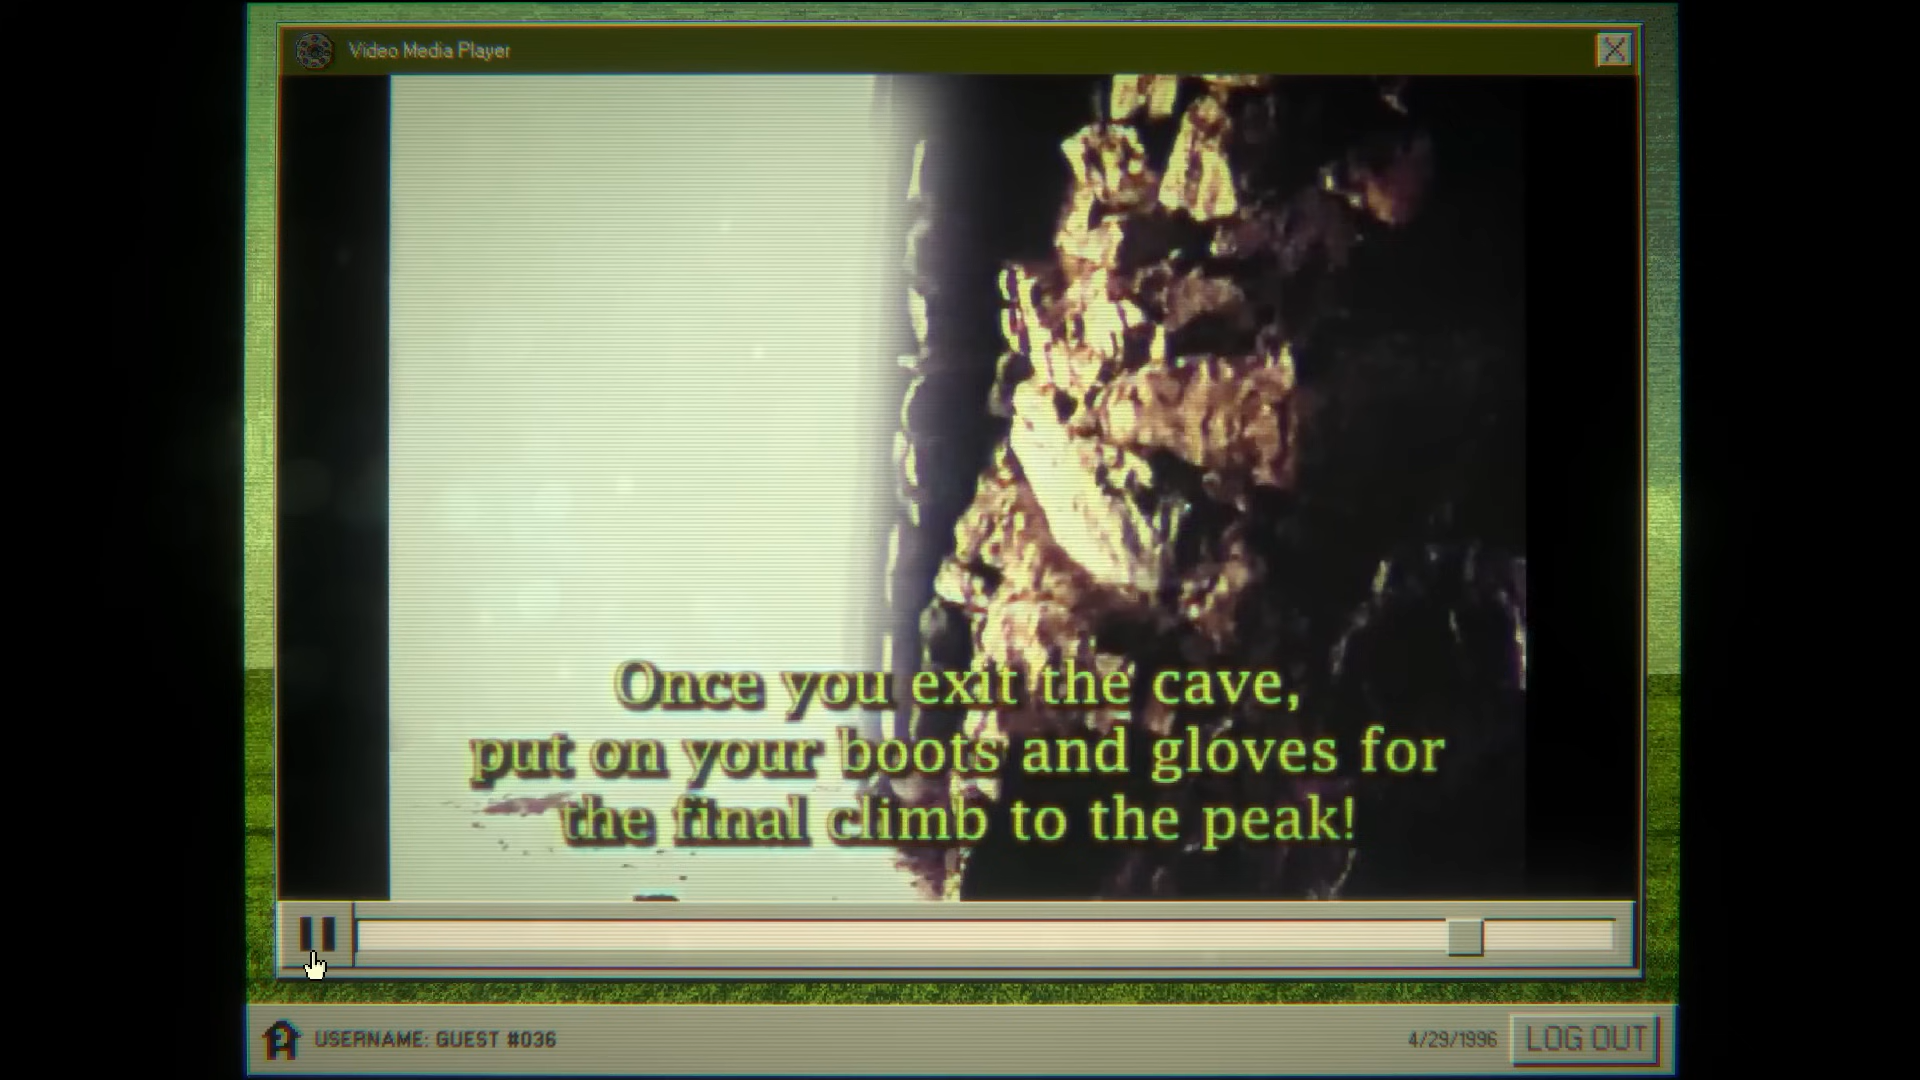 Video Media Player
Once you exit the cave,
put on your boots and gloves for
the final climb to the peak!
USERNAME: GUEST #036
4/29/1996
LOG OUT